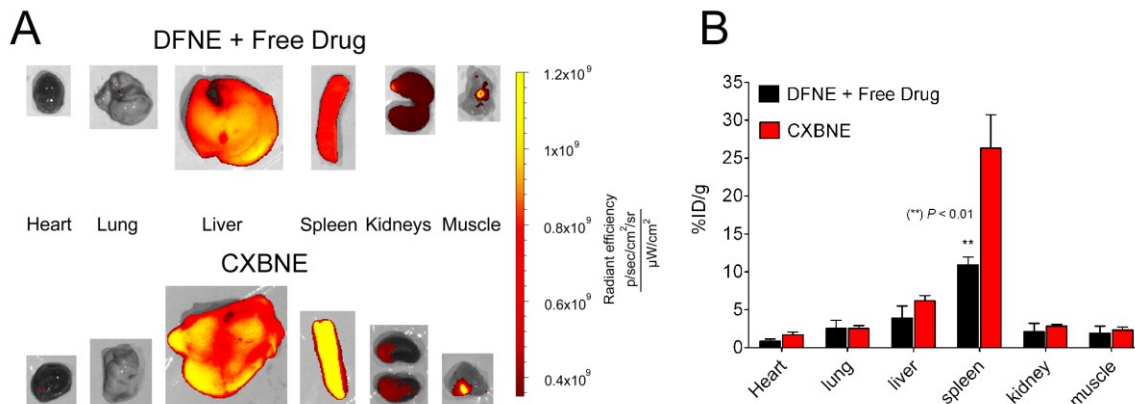 A
DFNE + Free Drug
Heart Lung Liver Spleen Kidneys Muscle
CXBNE
1.2x10⁹
1x10⁹
0.8x10⁹
0.6x10⁹
0.4x10⁹
Radiant efficiency
p/sec/cm²/sr
µW/cm²
B
DFNE + Free Drug
CXBNE
(**) P < 0.01
**
%ID/g
35
30
25
20
15
10
5
0
Heart lung liver spleen kidney muscle